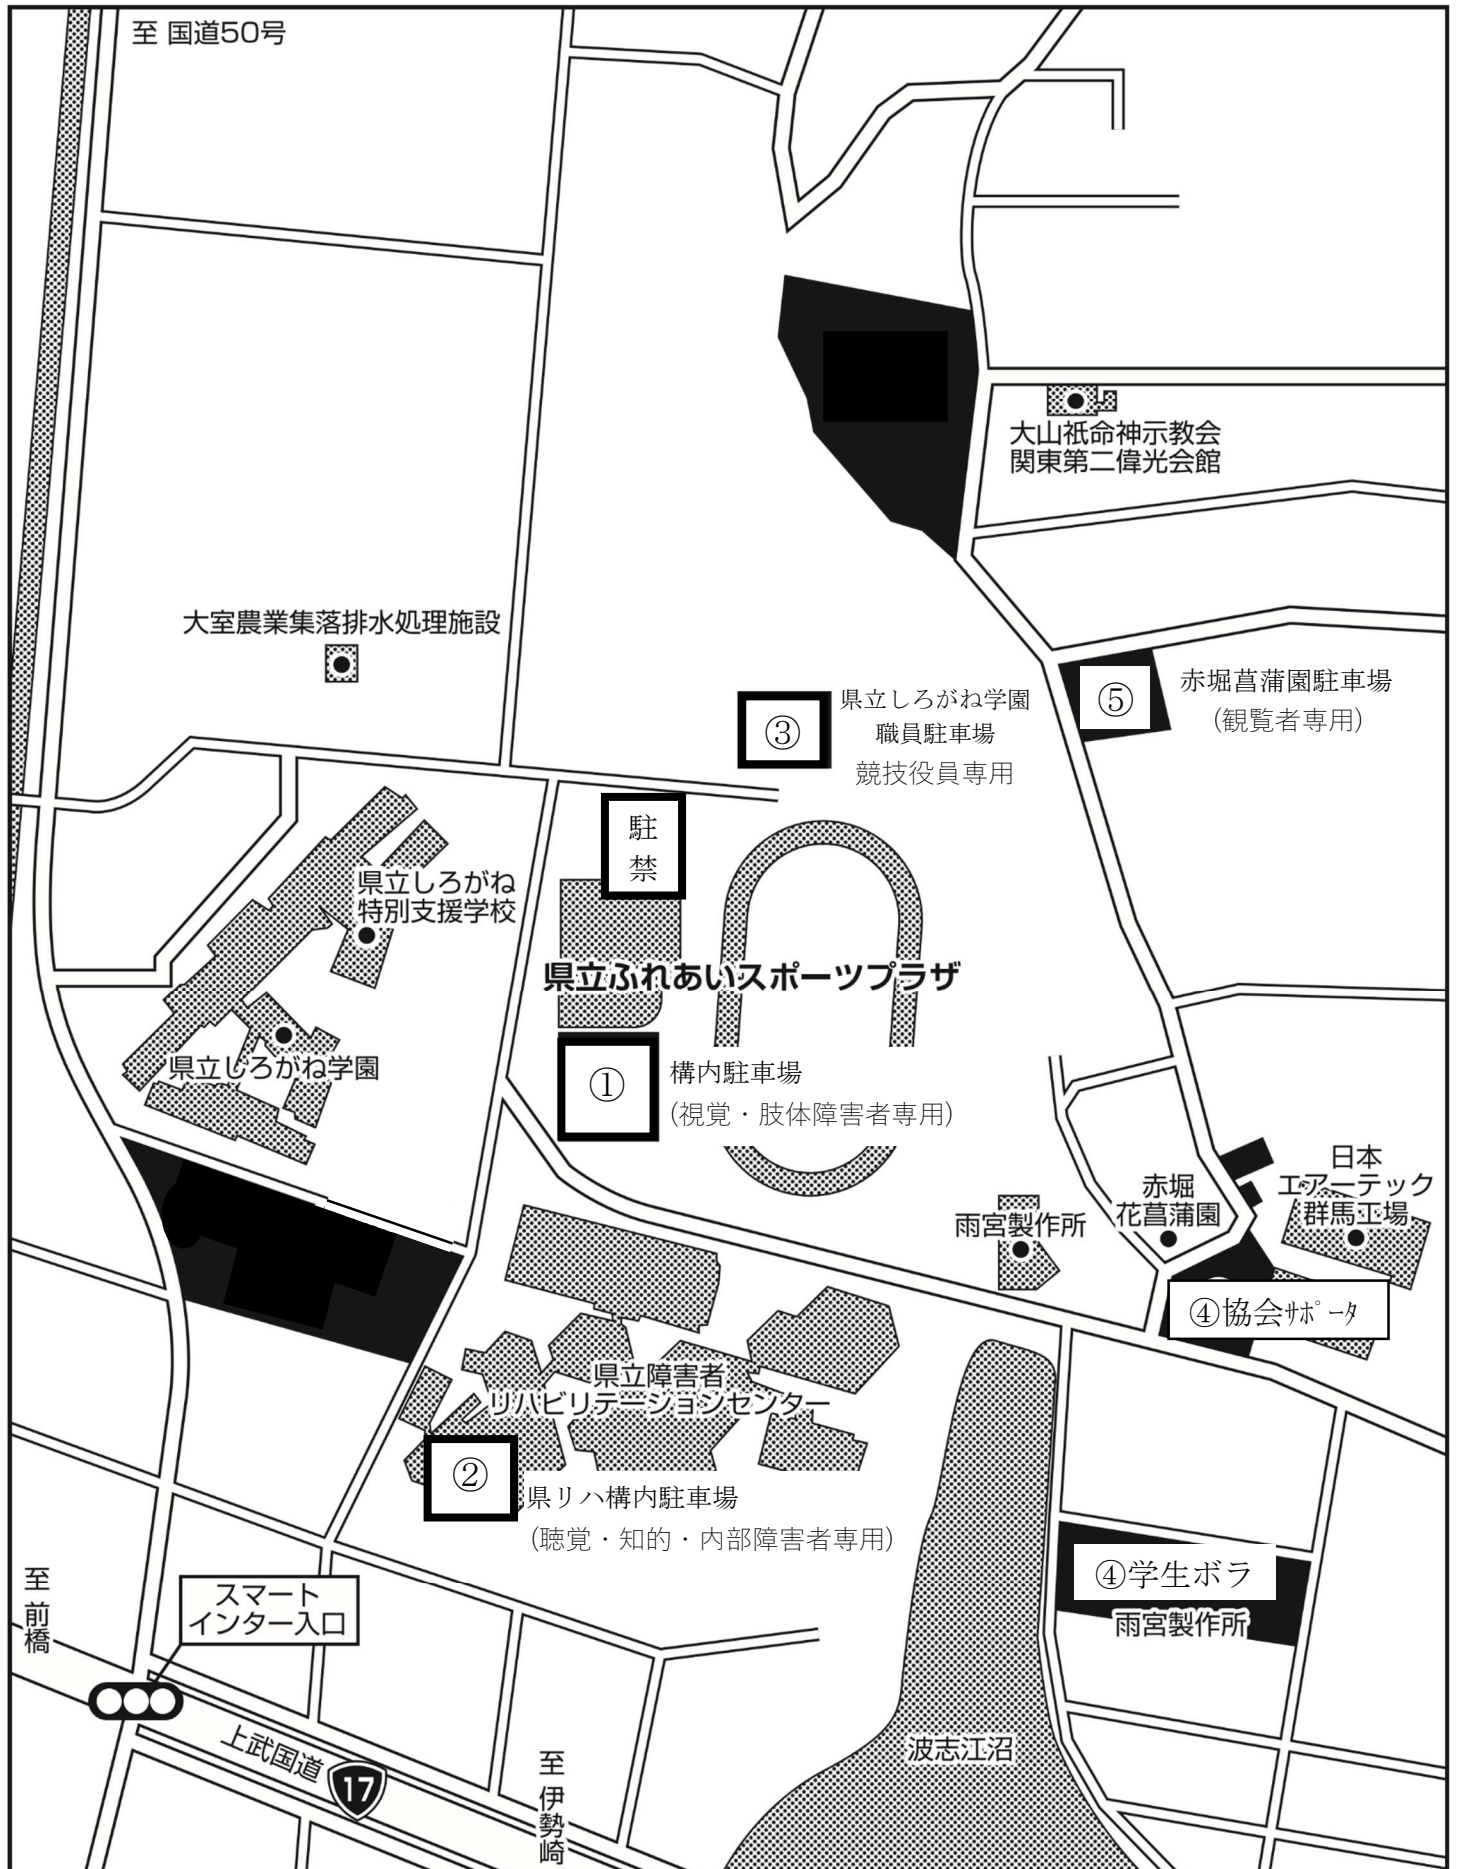 至 国道50号
大山祇命神示教会
関東第二偉光会館
大室農業集落排水処理施設
⑤
赤堀菖蒲園駐車場
(観覧者専用)
③
県立しろがね学園
職員駐車場
競技役員専用
駐
禁
県立しろがね
特別支援学校
県立ふれあいスポーツプラザ
県立しろがね学園
①
構内駐車場
(視覚・肢体障害者専用)
日本
エアーテック
群馬工場
赤堀
花菖蒲園
雨宮製作所
④協会ｻﾎﾟｰﾀ
県立障害者
リハビリテーションセンター
②
県リハ構内駐車場
(聴覚・知的・内部障害者専用)
④学生ボラ
雨宮製作所
至 前橋
スマート
インター入口
上武国道
17
至 伊勢崎
波志江沼